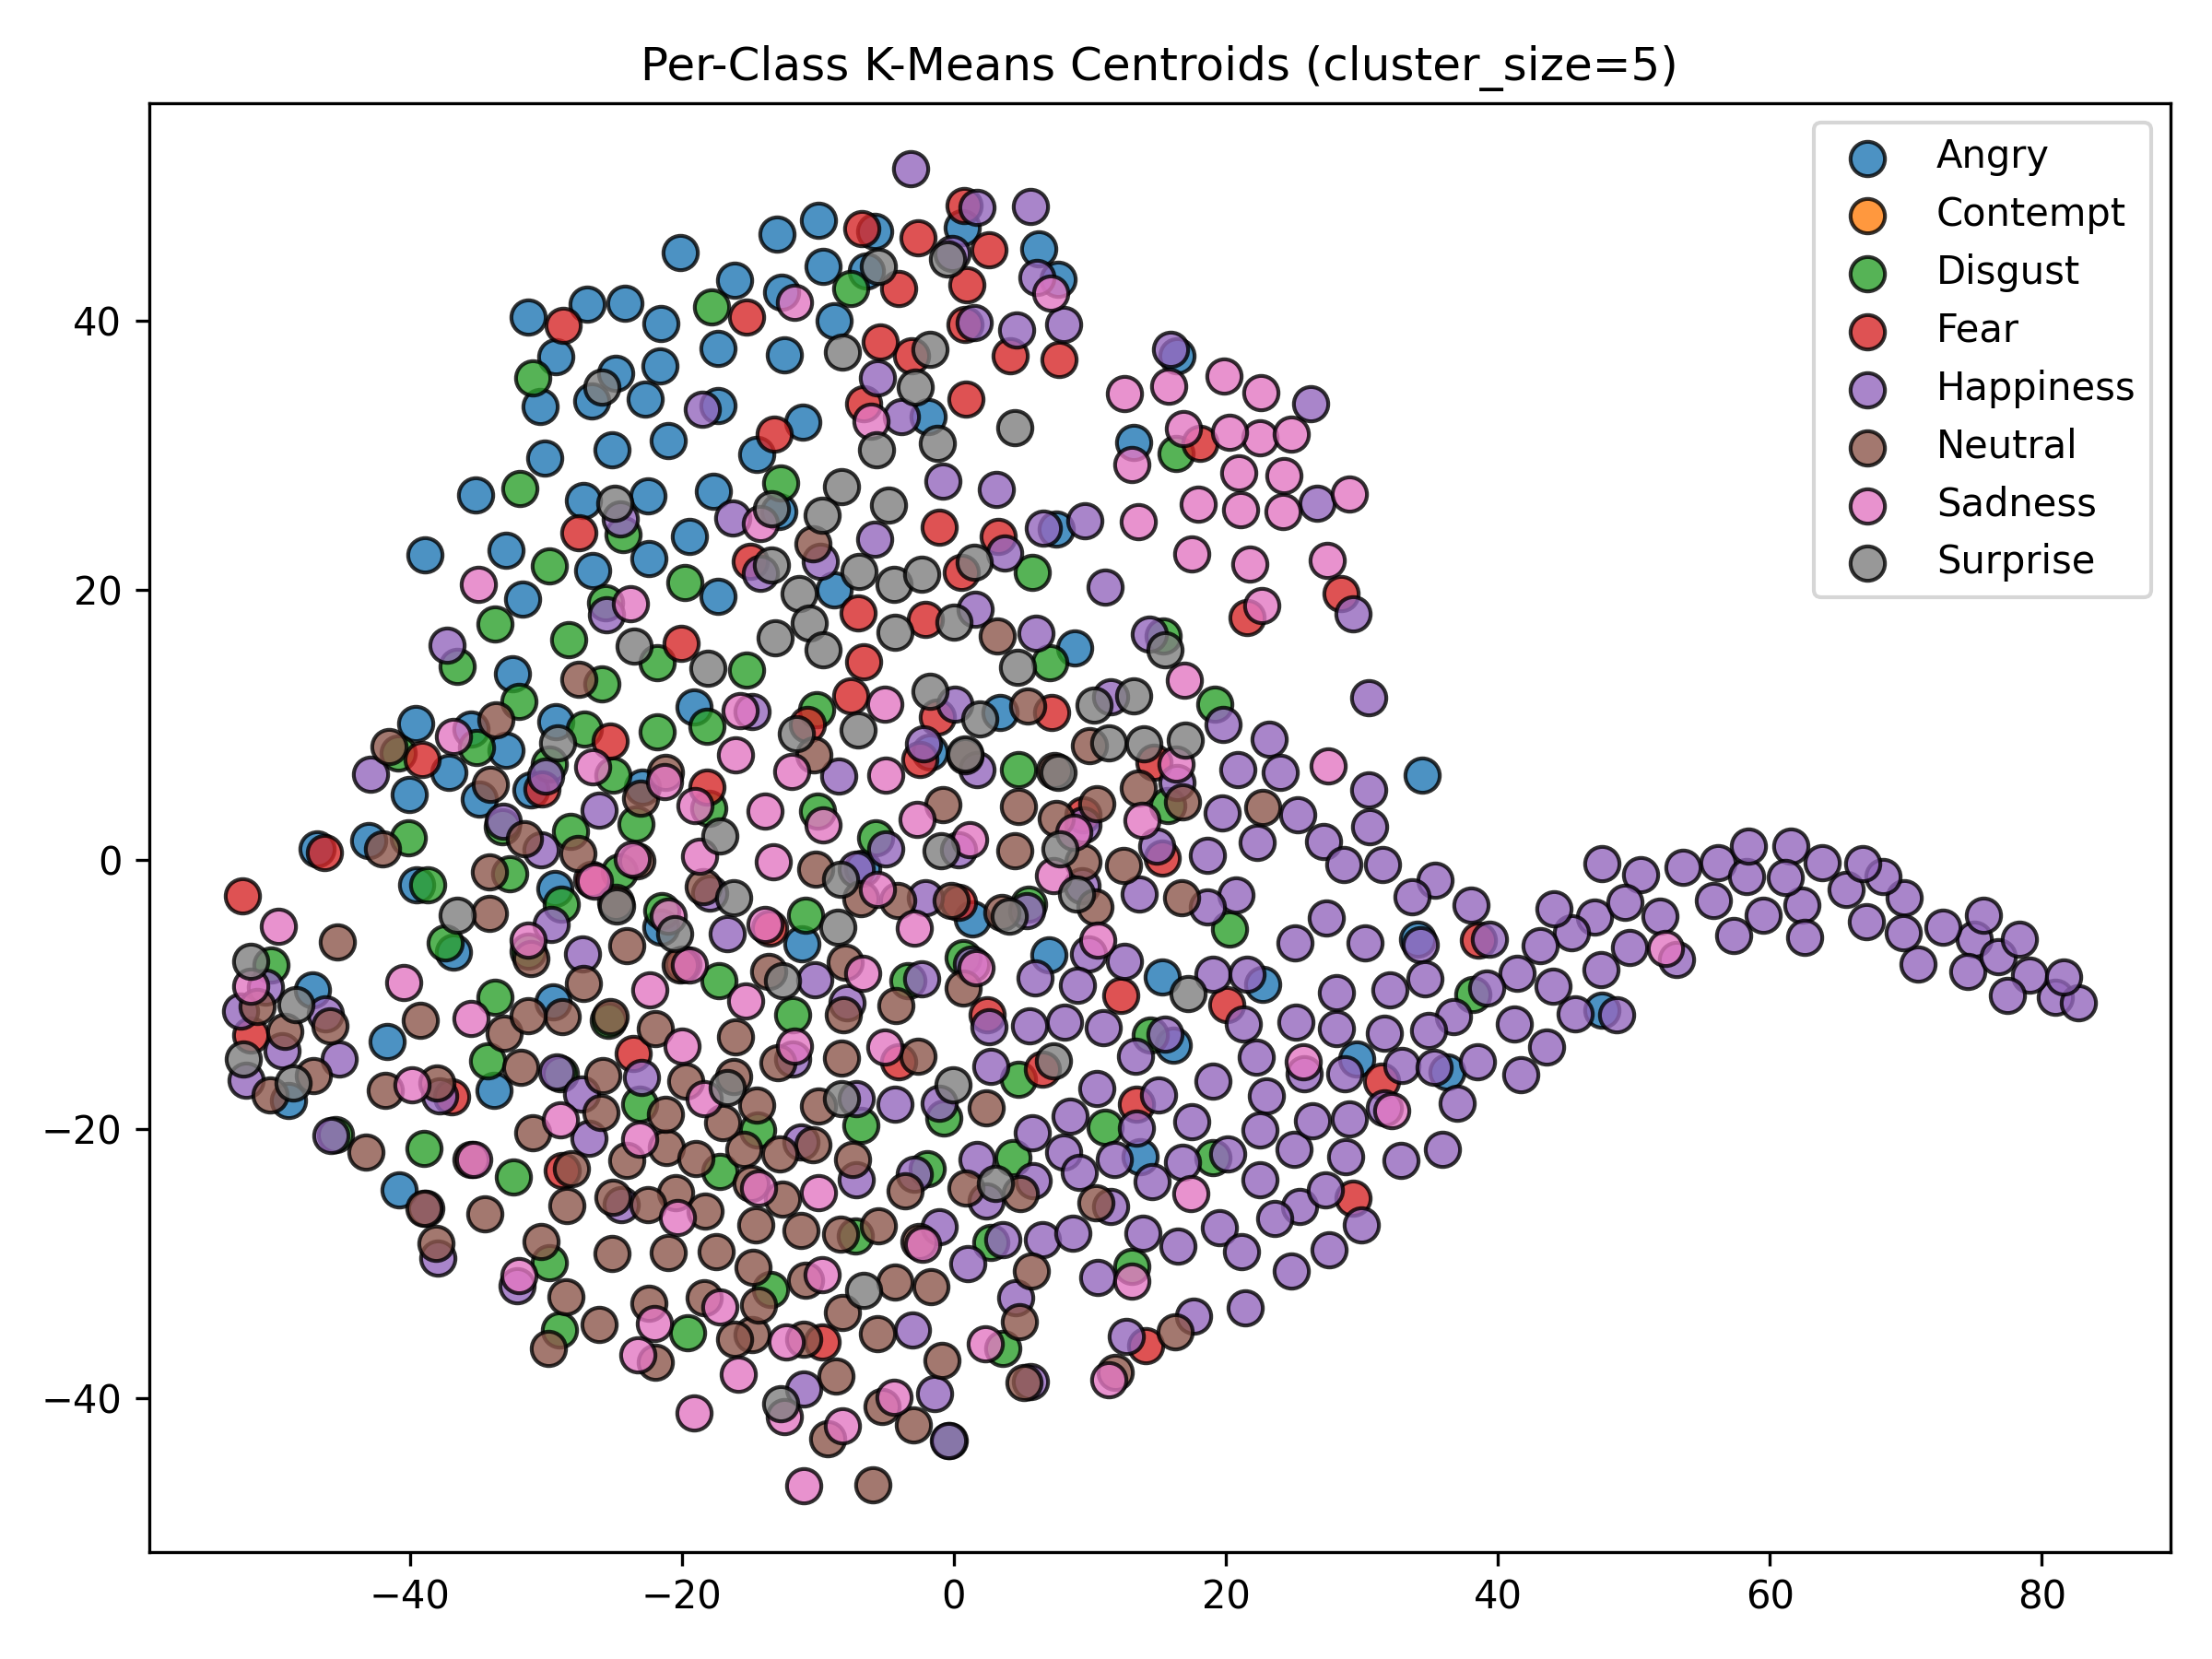 Per-Class K-Means Centroids (cluster_size=5)
Angry
Contempt
Disgust
Fear
Happiness
Neutral
Sadness
Surprise
40
20
0
−20
−40
−40
−20
0
20
40
60
80